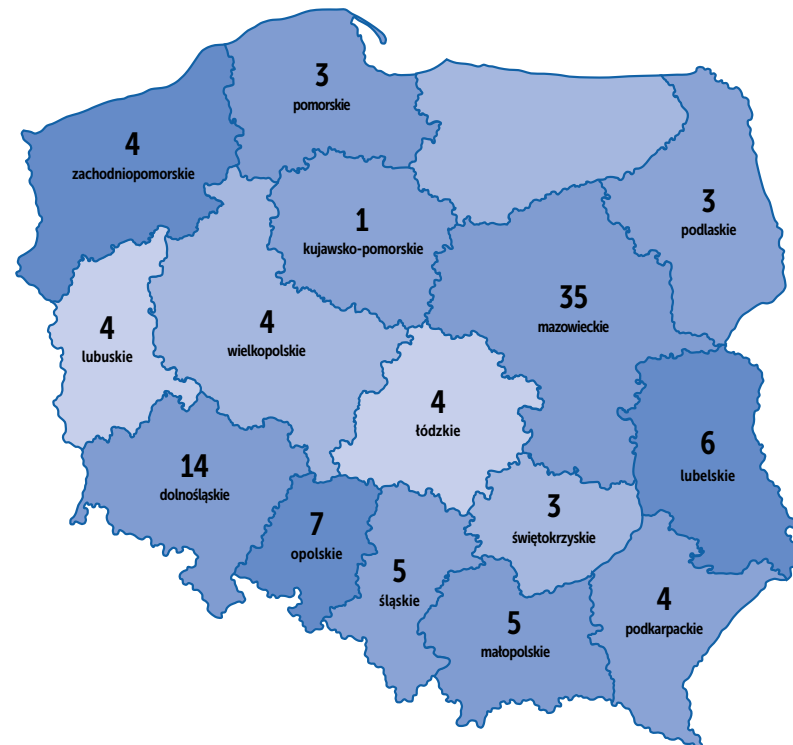 3
pomorskie
4
zachodniopomorskie
3
podlaskie
1
kujawsko-pomorskie
35
mazowieckie
4
lubuskie
4
wielkopolskie
4
łódzkie
6
lubelskie
14
dolnośląskie
7
opolskie
3
świętokrzyskie
5
śląskie
4
podkarpackie
5
małopolskie